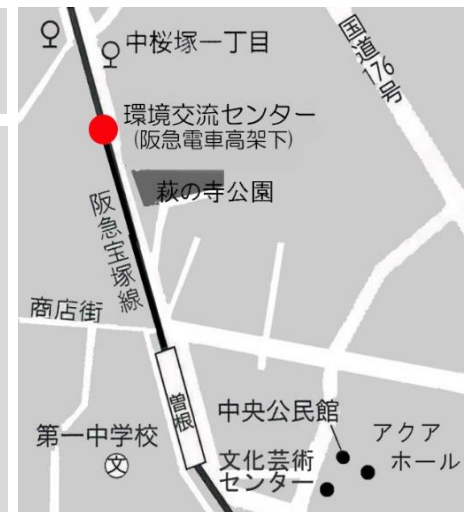 中桜塚一丁目
国道176号
環境交流センター
(阪急電車高架下)
萩の寺公園
阪急宝塚線
商店街
曽根
第一中学校
文
中央公民館
アクア
ホール
文化芸術
センター